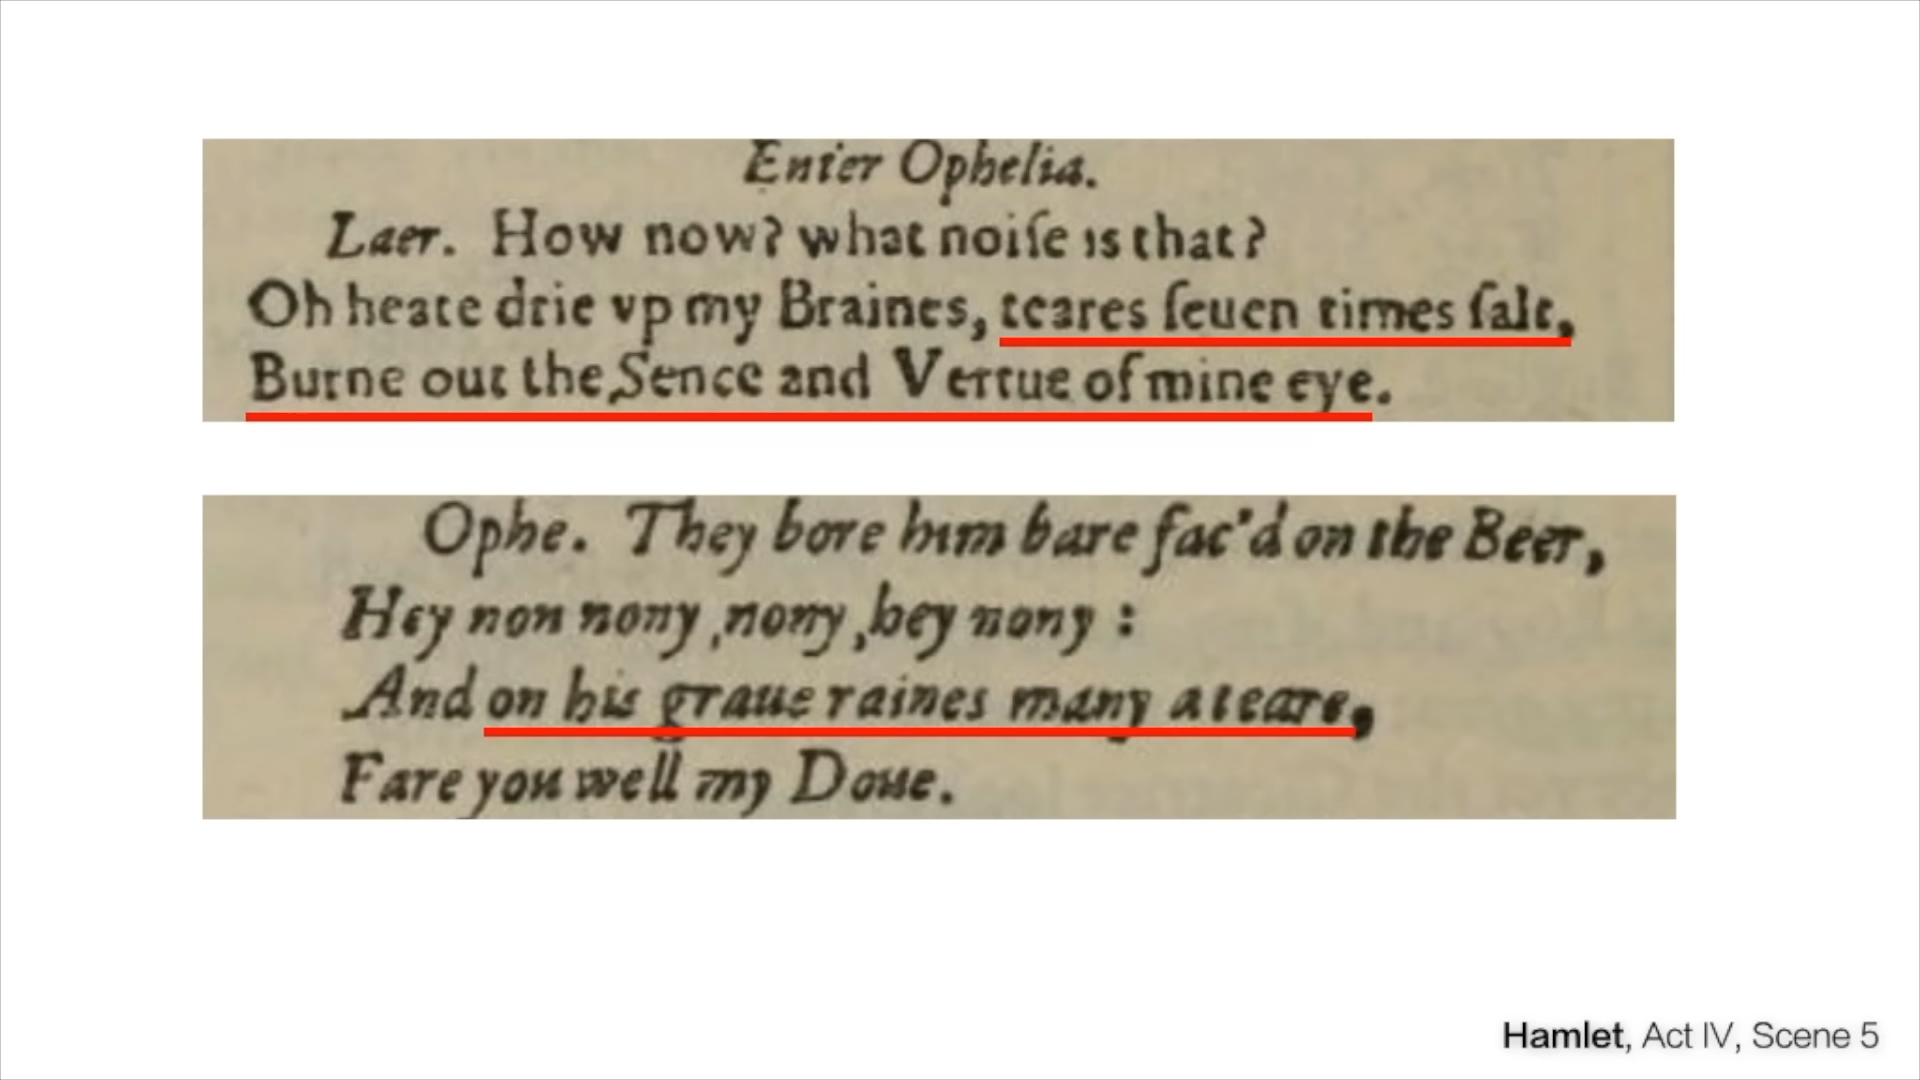 Enter Ophelia.
Laer. How now? what noiſe is that?
Oh heate drie vp my Braines, teares ſeuen times ſalt,
Burne out the Sence and Vertue of mine eye.
Ophe. They bore him bare fac'd on the Beer,
Hey non nony, nony, hey nony:
And on his graue raines many a teare,
Fare you well my Doue.
Hamlet, Act IV, Scene 5